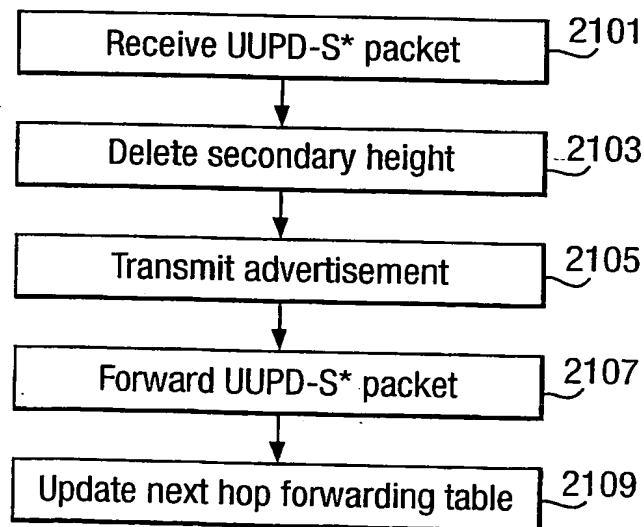 Receive UUPD-S* packet 2101
Delete secondary height 2103
Transmit advertisement 2105
Forward UUPD-S* packet 2107
Update next hop forwarding table 2109